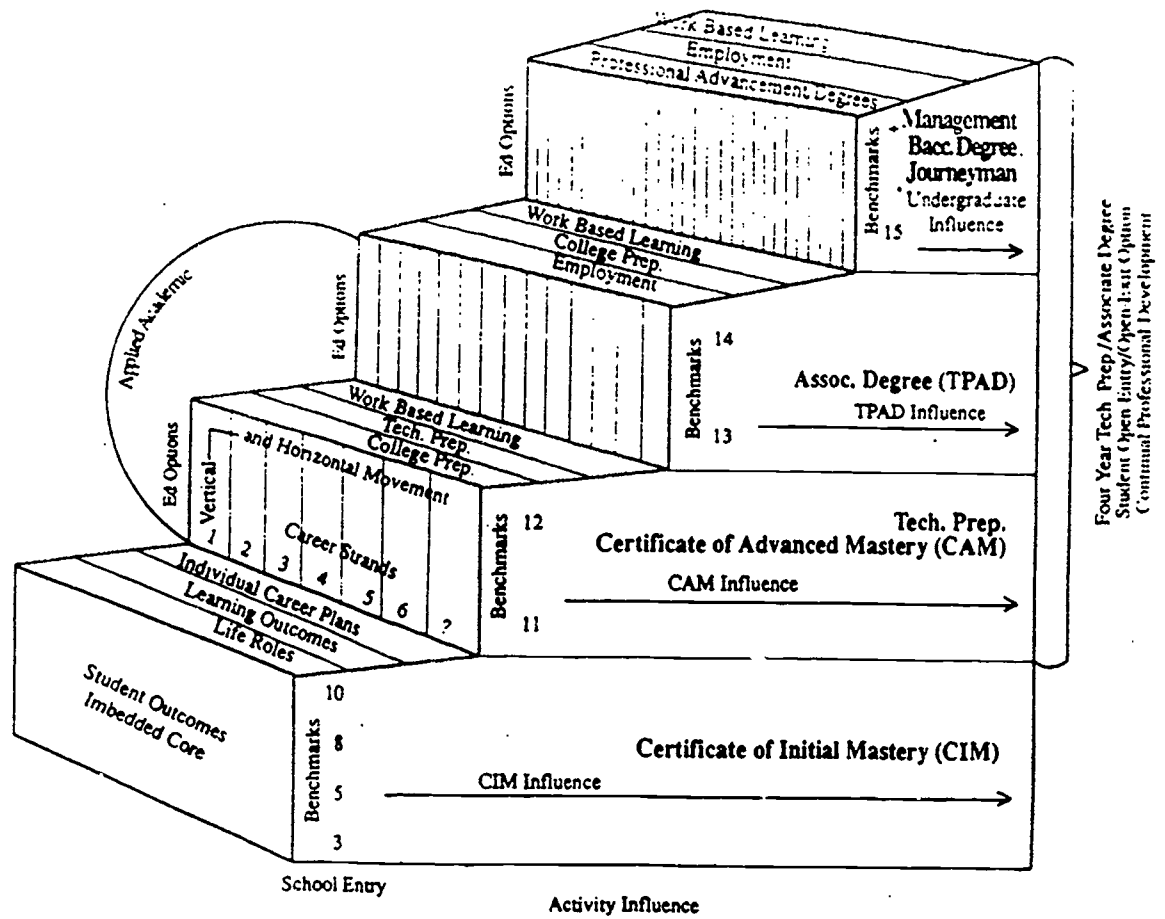 Work Based Learning
Employment
Professional Advancement Degrees
Ed Options
Benchmarks
15
Management
Bacc. Degree.
Journeyman
Undergraduate
Influence
Work Based Learning
College Prep.
Employment
Ed Options
Benchmarks
14
13
Assoc. Degree (TPAD)
TPAD Influence
Applied Academic
Work Based Learning
Tech. Prep.
College Prep.
Ed Options
Vertical
and Horizontal Movement
Career Strands
1 2 3 4 5 6 ?
Benchmarks
12
11
Tech. Prep.
Certificate of Advanced Mastery (CAM)
CAM Influence
Individual Career Plans
Learning Outcomes
Life Roles
Student Outcomes
Imbedded Core
Benchmarks
10
8
5
3
Certificate of Initial Mastery (CIM)
CIM Influence
School Entry
Activity Influence
Four Year Tech Prep/Associate Degree
Student Open Entry/Open Exit Option
Continual Professional Development